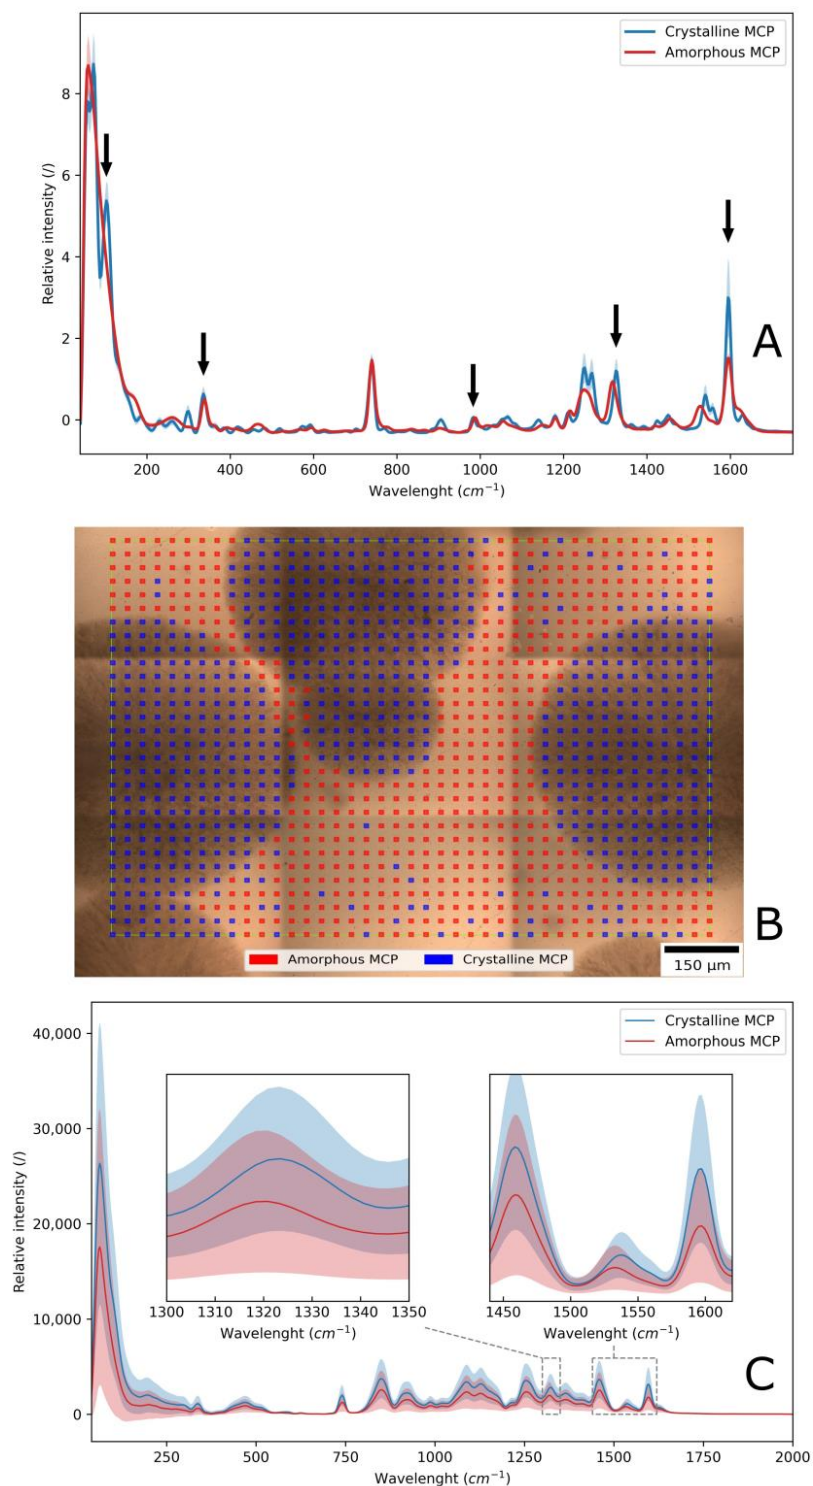 Crystalline MCP
Amorphous MCP
8
6
4
2
0
Relative intensity (/)
A
200 400 600 800 1000 1200 1400 1600
Wavelenght (cm⁻¹)
B
Amorphous MCP Crystalline MCP
150 µm
Crystalline MCP
Amorphous MCP
40,000
30,000
20,000
10,000
0
Relative intensity (/)
1300 1310 1320 1330 1340 1350
Wavelenght (cm⁻¹)
1450 1500 1550 1600
Wavelenght (cm⁻¹)
C
250 500 750 1000 1250 1500 1750 2000
Wavelenght (cm⁻¹)